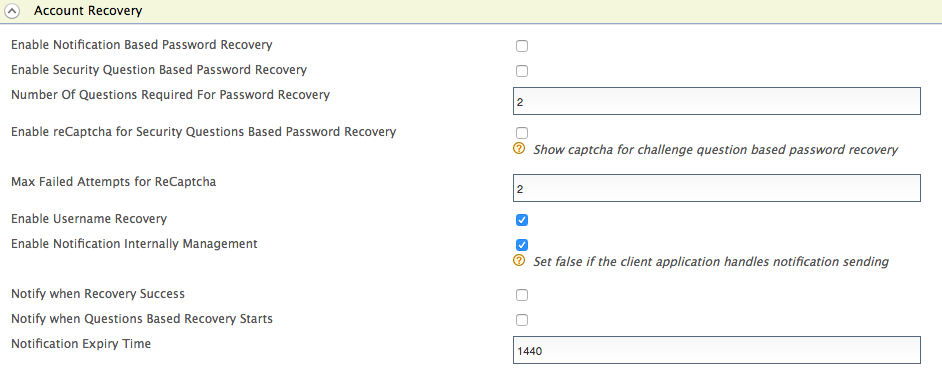 Account Recovery
Enable Notification Based Password Recovery
Enable Security Question Based Password Recovery
Number Of Questions Required For Password Recovery
2
Enable reCaptcha for Security Questions Based Password Recovery
? Show captcha for challenge question based password recovery
Max Failed Attempts for ReCaptcha
2
Enable Username Recovery
Enable Notification Internally Management
? Set false if the client application handles notification sending
Notify when Recovery Success
Notify when Questions Based Recovery Starts
Notification Expiry Time
1440